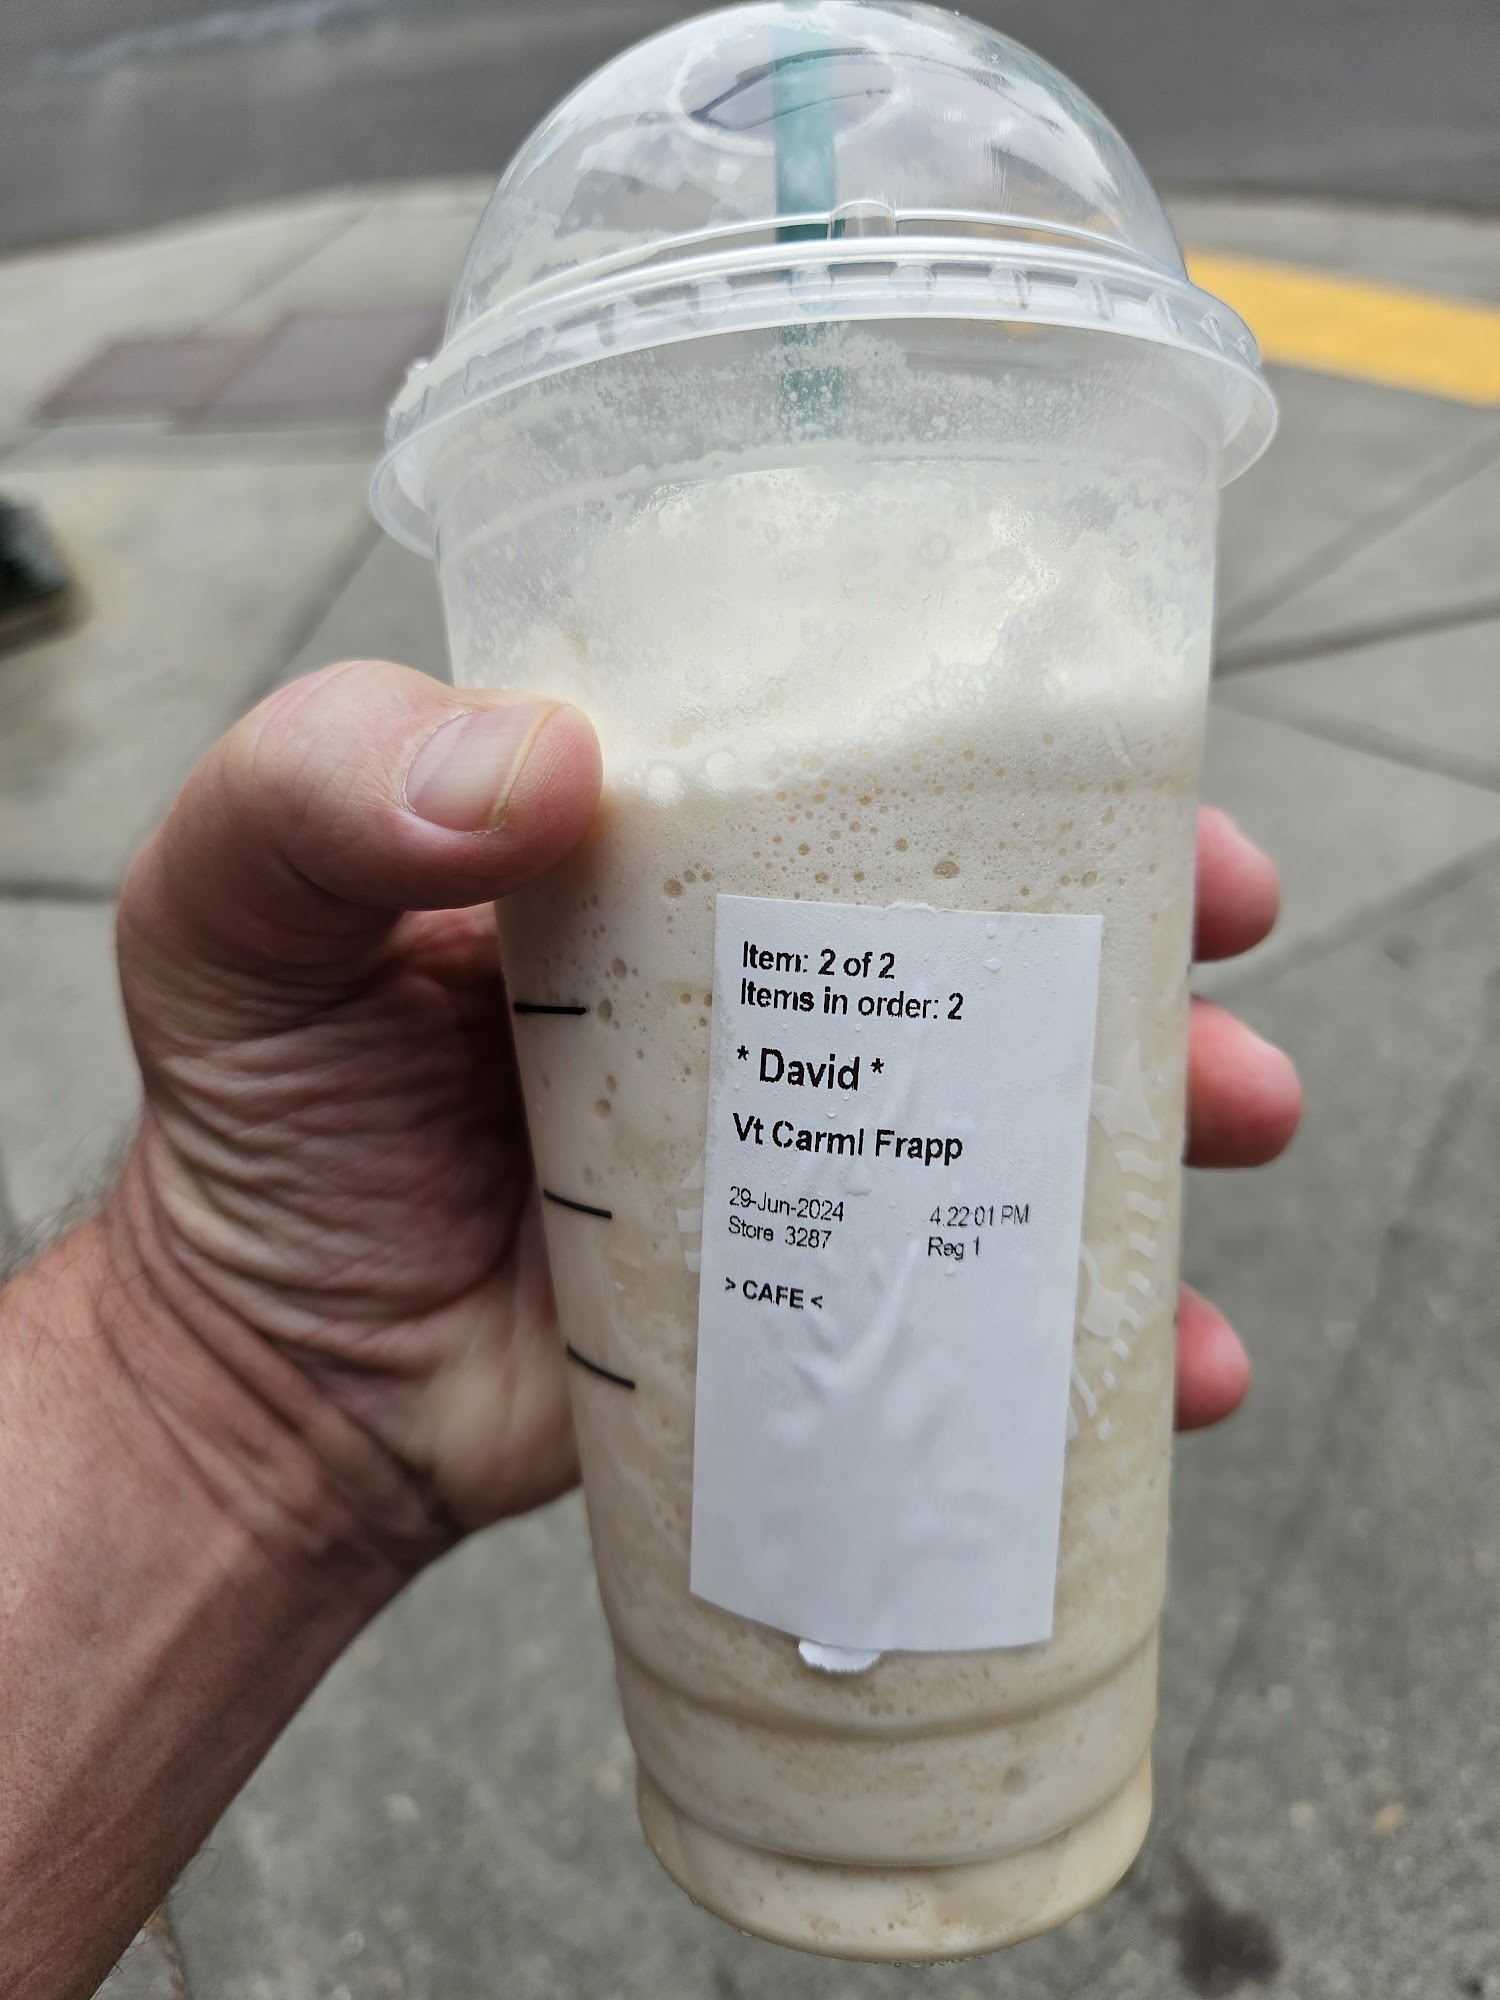 Item: 2 of 2
Items in order: 2
* David *
Vt Carml Frapp
29-Jun-2024 4:22:01 PM
Store 3287 Reg 1
> CAFE <